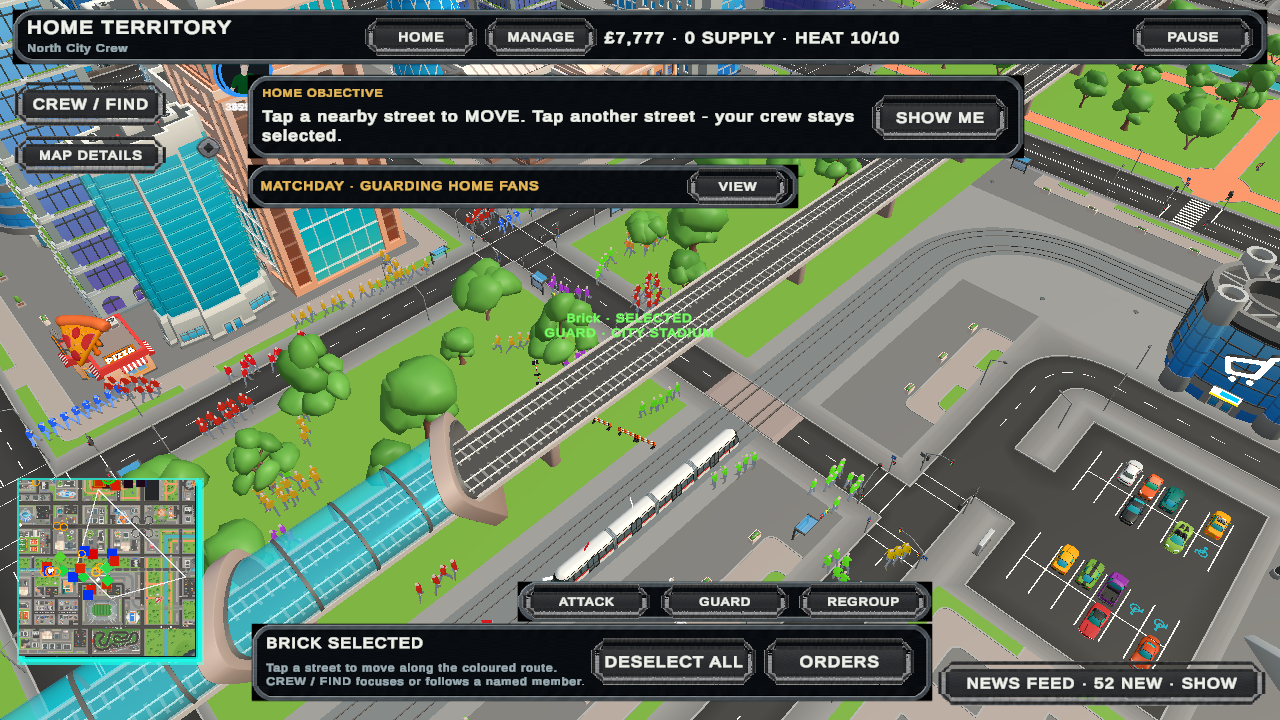 HOME TERRITORY
North City Crew
HOME
MANAGE
£7,777 · 0 SUPPLY · HEAT 10/10
PAUSE
CREW / FIND
MAP DETAILS
HOME OBJECTIVE
Tap a nearby street to MOVE. Tap another street - your crew stays
selected.
SHOW ME
MATCHDAY · GUARDING HOME FANS
VIEW
Brick - SELECTED
GUARD · CITY STADIUM
PIZZA
ATTACK
GUARD
REGROUP
BRICK SELECTED
Tap a street to move along the coloured route.
CREW / FIND focuses or follows a named member.
DESELECT ALL
ORDERS
NEWS FEED · 52 NEW · SHOW